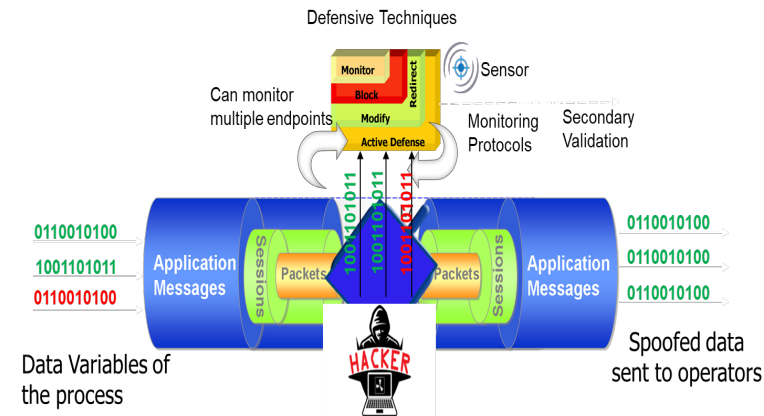 Defensive Techniques
Monitor
Block
Modify
Redirect
Active Defense
Sensor
Can monitor
multiple endpoints
Monitoring
Protocols
Secondary
Validation
1001101011
1001101011
1001101011
0110010100
1001101011
0110010100
Application
Messages
Sessions
Packets
Packets
Sessions
Application
Messages
0110010100
0110010100
0110010100
HACKER
Data Variables of
the process
Spoofed data
sent to operators